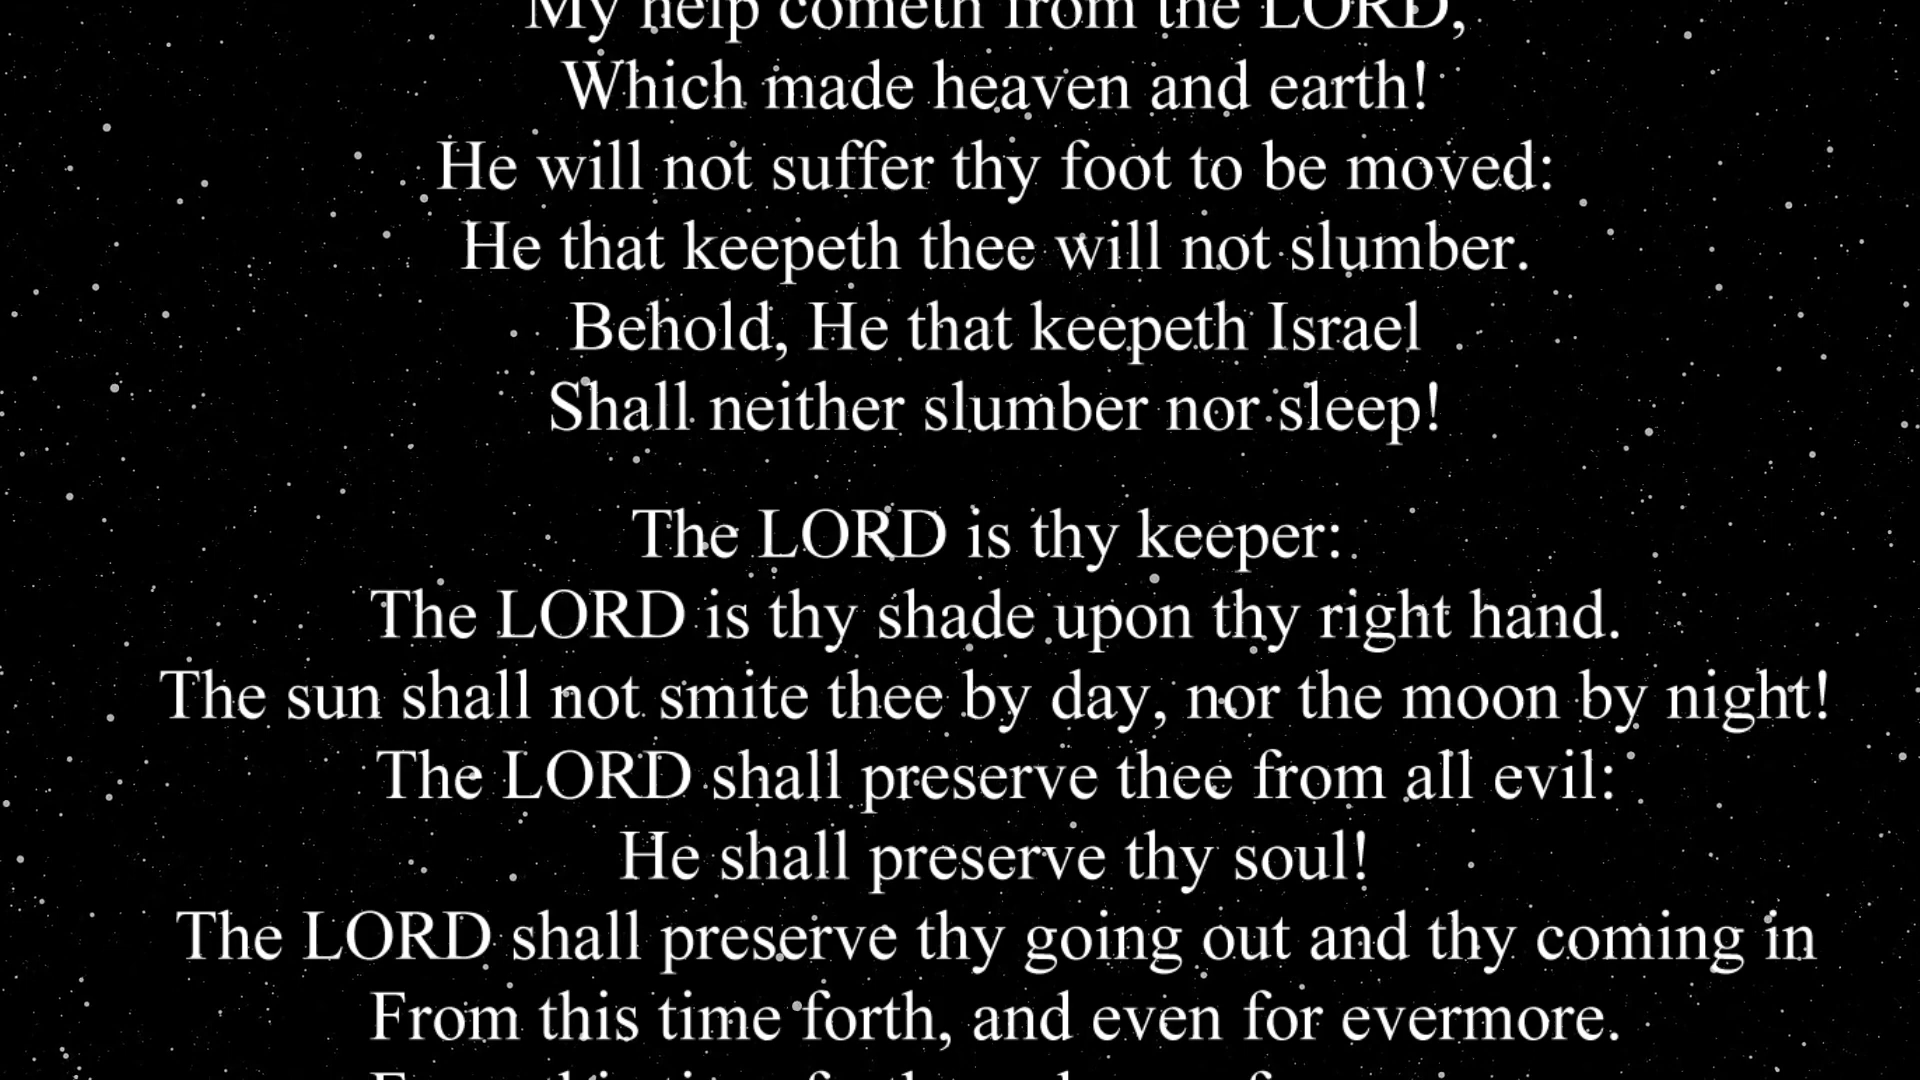 My help cometh from the LORD,
Which made heaven and earth!
He will not suffer thy foot to be moved:
He that keepeth thee will not slumber.
Behold, He that keepeth Israel
Shall neither slumber nor sleep!
The LORD is thy keeper:
The LORD is thy shade upon thy right hand.
The sun shall not smite thee by day, nor the moon by night!
The LORD shall preserve thee from all evil:
He shall preserve thy soul!
The LORD shall preserve thy going out and thy coming in
From this time forth, and even for evermore.